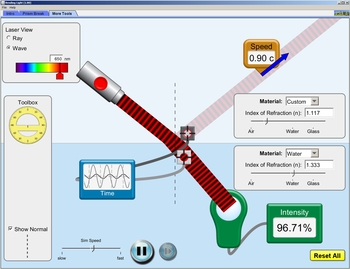 Bending Light (1.00)
File Help
Intro Prism Break More Tools
Laser View
Ray
Wave
650 nm
Speed
0.90 c
Material: Custom
Index of Refraction (n): 1.117
Air Water Glass
Material: Water
Index of Refraction (n): 1.333
Air Water Glass
Toolbox
Time
Intensity
96.71%
Show Normal
Sim Speed
slow fast
Reset All